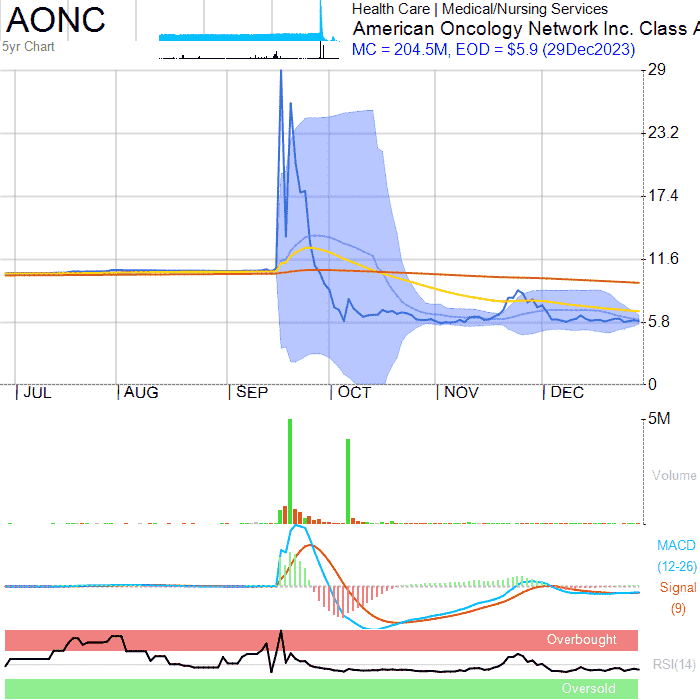 AONC
5yr Chart
Health Care | Medical/Nursing Services
American Oncology Network Inc. Class A
MC = 204.5M, EOD = $5.9 (29Dec2023)
29
23.2
17.4
11.6
5.8
0
JUL AUG SEP OCT NOV DEC
5M
Volume
MACD
(12-26)
Signal
(9)
Overbought
RSI(14)
Oversold